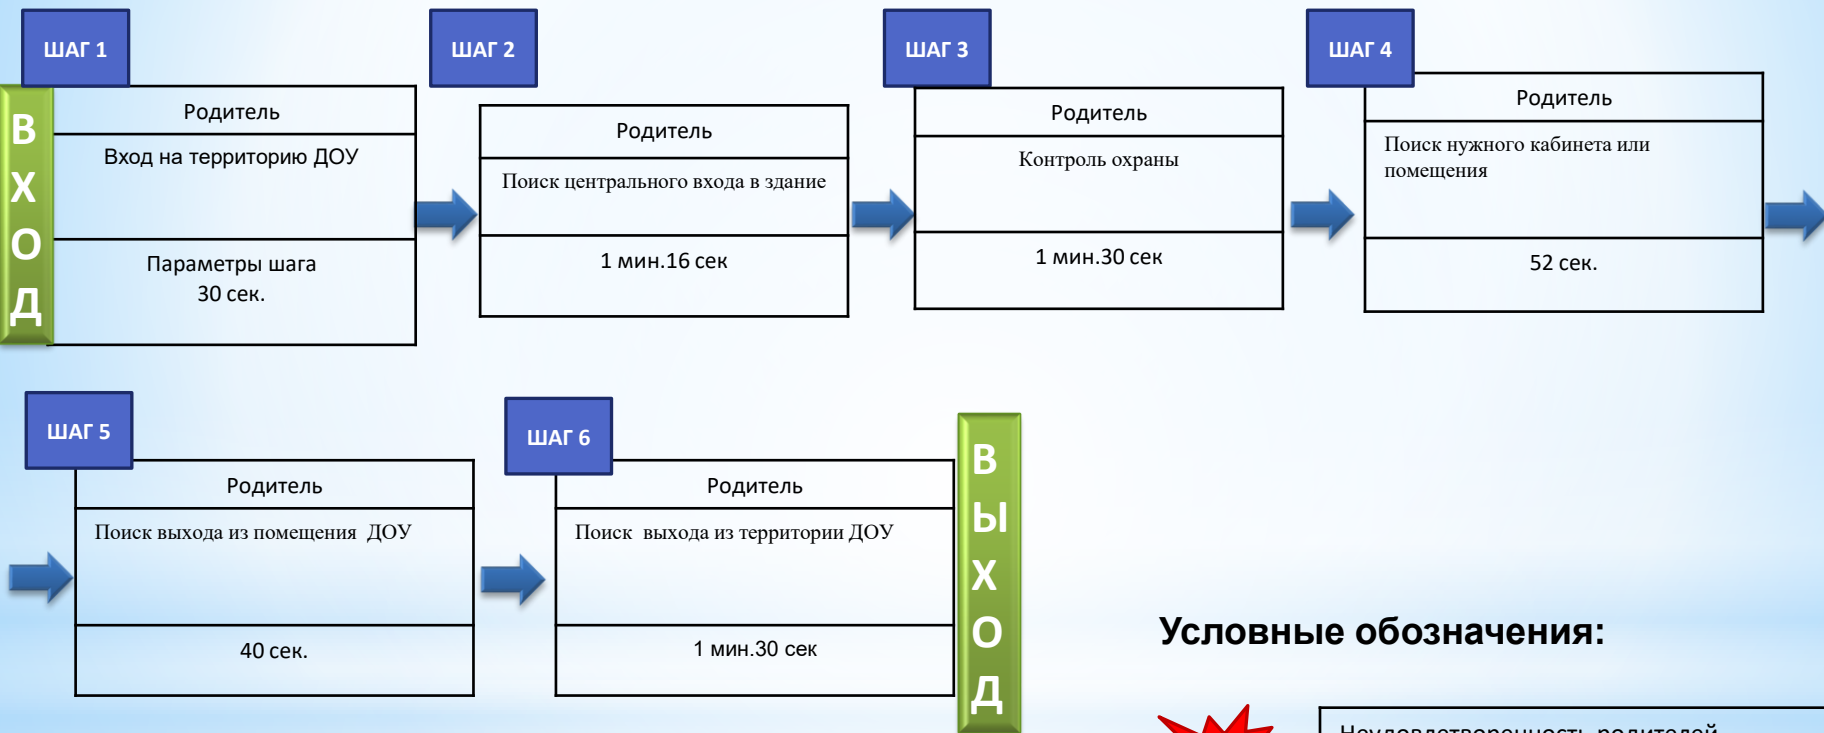 ШАГ 1
ВХОД
Родитель
Вход на территорию ДОУ
Параметры шага
30 сек.
ШАГ 2
Родитель
Поиск центрального входа в здание
1 мин.16 сек
ШАГ 3
Родитель
Контроль охраны
1 мин.30 сек
ШАГ 4
Родитель
Поиск нужного кабинета или
помещения
52 сек.
ШАГ 5
Родитель
Поиск выхода из помещения ДОУ
40 сек.
ШАГ 6
Родитель
Поиск выхода из территории ДОУ
1 мин.30 сек
ВЫХОД
Условные обозначения:
Неудовлетворенность родителей